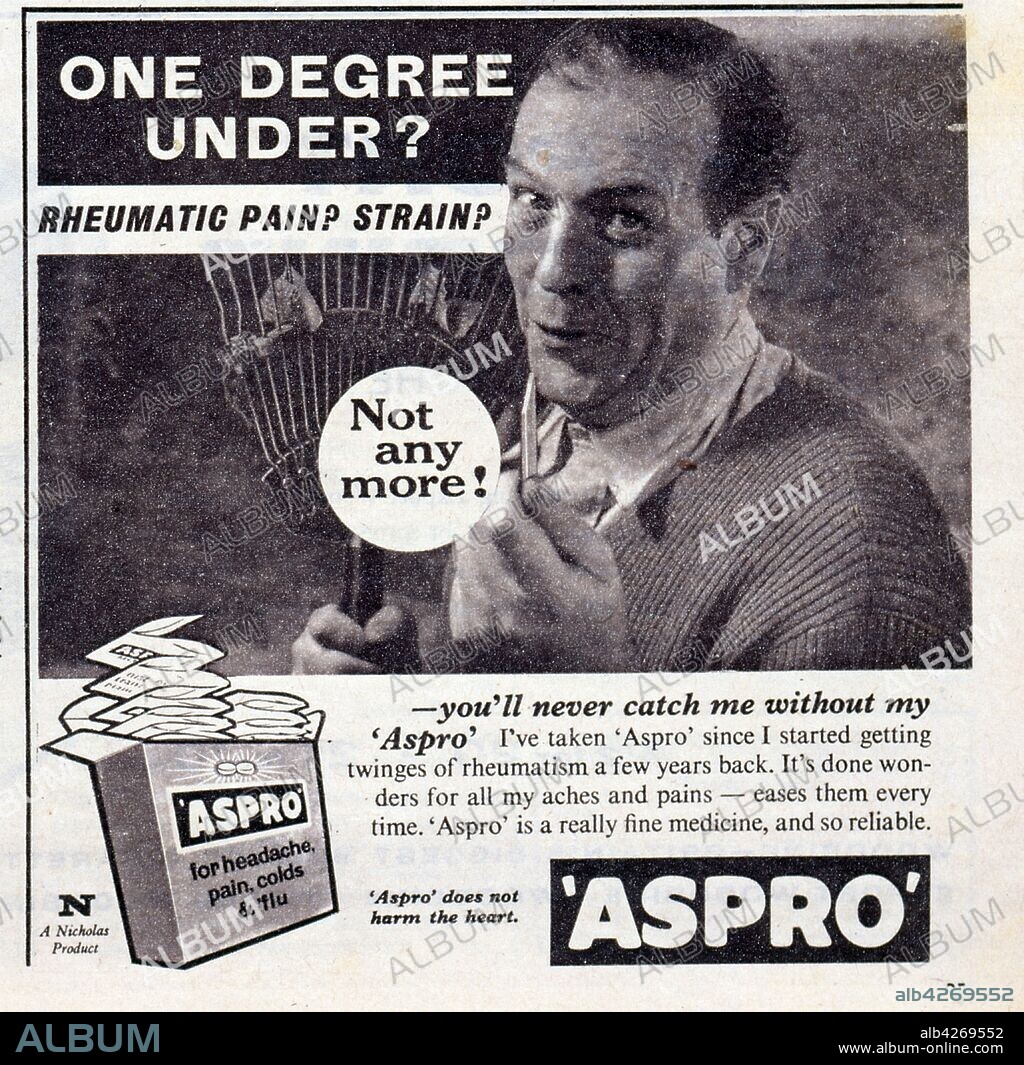 ONE DEGREE
UNDER?
RHEUMATIC PAIN? STRAIN?
Not
any
more!
—you'll never catch me without my
'Aspro' I've taken 'Aspro' since I started getting
twinges of rheumatism a few years back. It's done won-
ders for all my aches and pains — eases them every
time. 'Aspro' is a really fine medicine, and so reliable.
'ASPRO'
for headache,
pain, colds
& 'flu
N
A Nicholas
Product
'Aspro' does not
harm the heart.
'ASPRO'
alb4269552
ALBUM
alb4269552
www.album-online.com